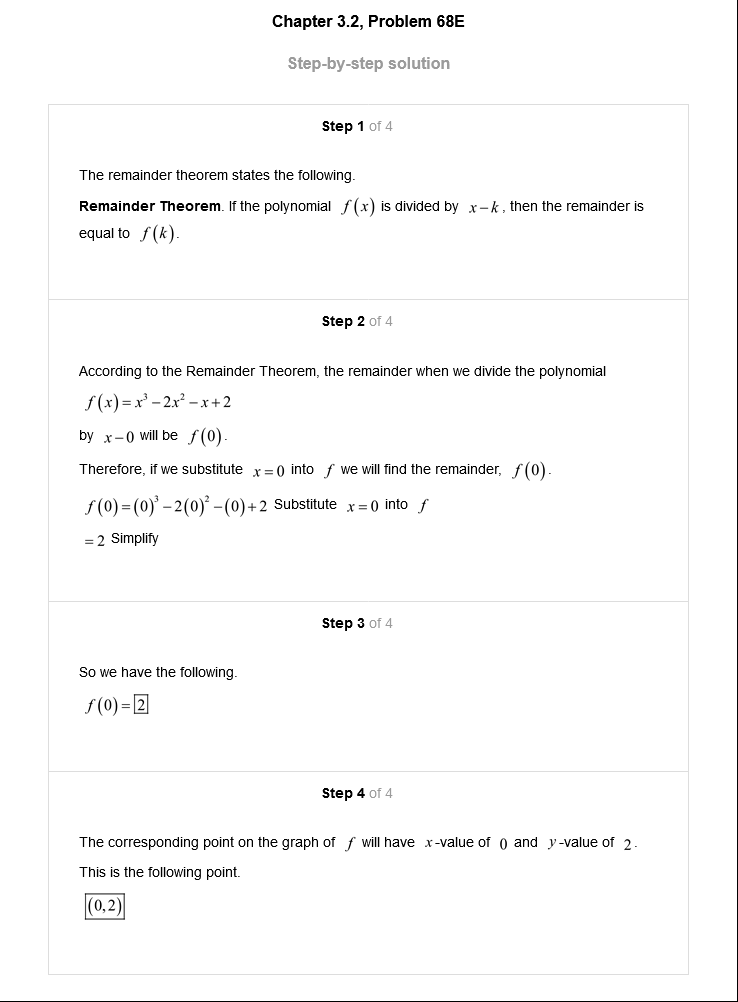 Chapter 3.2, Problem 68E
Step-by-step solution
Step 1 of 4
The remainder theorem states the following.
Remainder Theorem. If the polynomial f(x) is divided by x−k, then the remainder is
equal to f(k).
Step 2 of 4
According to the Remainder Theorem, the remainder when we divide the polynomial
f(x)=x³−2x²−x+2
by x−0 will be f(0).
Therefore, if we substitute x=0 into f we will find the remainder, f(0).
f(0)=(0)³−2(0)²−(0)+2 Substitute x=0 into f
=2 Simplify
Step 3 of 4
So we have the following.
f(0)=2
Step 4 of 4
The corresponding point on the graph of f will have x-value of 0 and y-value of 2.
This is the following point.
(0,2)